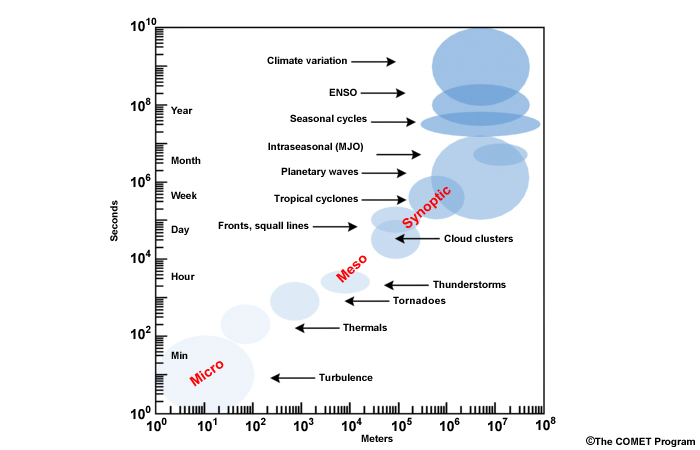 10^10
Climate variation
ENSO
10^8
Year
Seasonal cycles
Intraseasonal (MJO)
Month
Planetary waves
10^6
Week
Tropical cyclones
Synoptic
Seconds
Day
Fronts, squall lines
Cloud clusters
10^4
Meso
Hour
Thunderstorms
Tornadoes
Thermals
10^2
Min
Micro
Turbulence
10^0
10^0 10^1 10^2 10^3 10^4 10^5 10^6 10^7 10^8
Meters
©The COMET Program